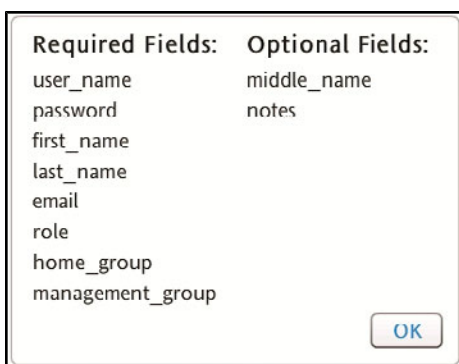 Required Fields: Optional Fields:
user_name middle_name
password notes
first_name
last_name
email
role
home_group
management_group
OK